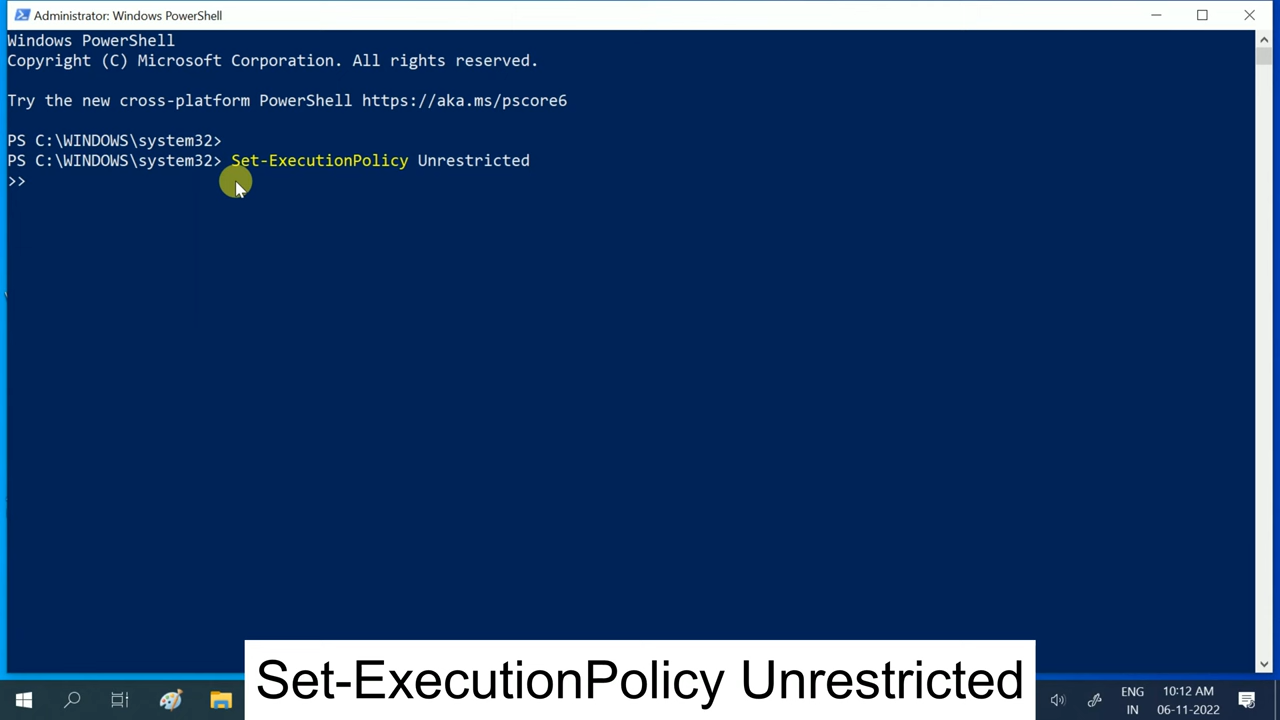 Administrator: Windows PowerShell
Windows PowerShell
Copyright (C) Microsoft Corporation. All rights reserved.
Try the new cross-platform PowerShell https://aka.ms/pscore6
PS C:\WINDOWS\system32>
PS C:\WINDOWS\system32> Set-ExecutionPolicy Unrestricted
>>
Set-ExecutionPolicy Unrestricted
ENG
IN
10:12 AM
06-11-2022